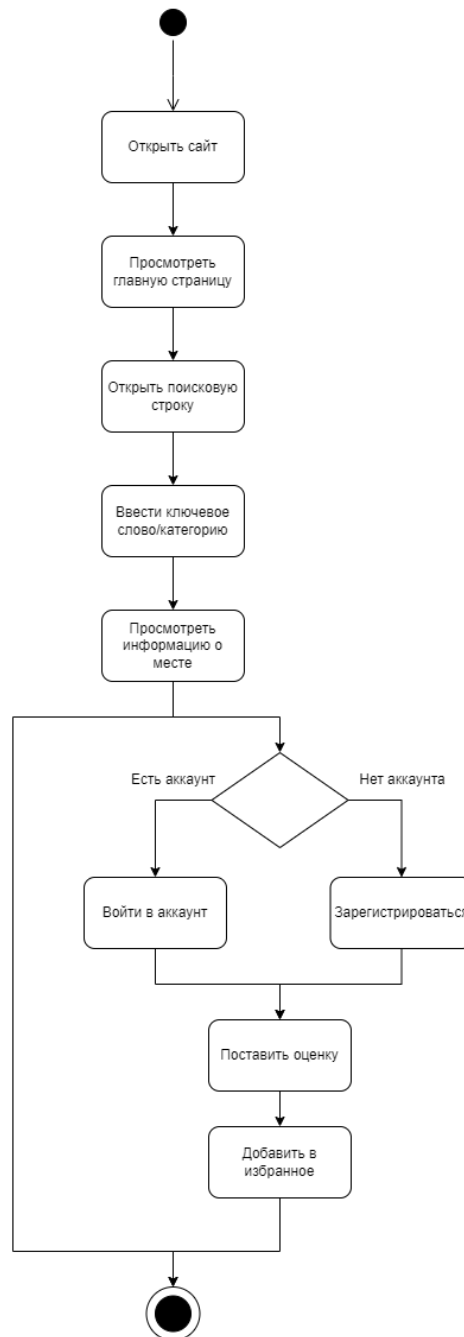 Открыть сайт
Просмотреть
главную страницу
Открыть поисковую
строку
Ввести ключевое
слово/категорию
Просмотреть
информацию о
месте
Есть аккаунт
Нет аккаунта
Войти в аккаунт
Зарегистрироваться
Поставить оценку
Добавить в
избранное